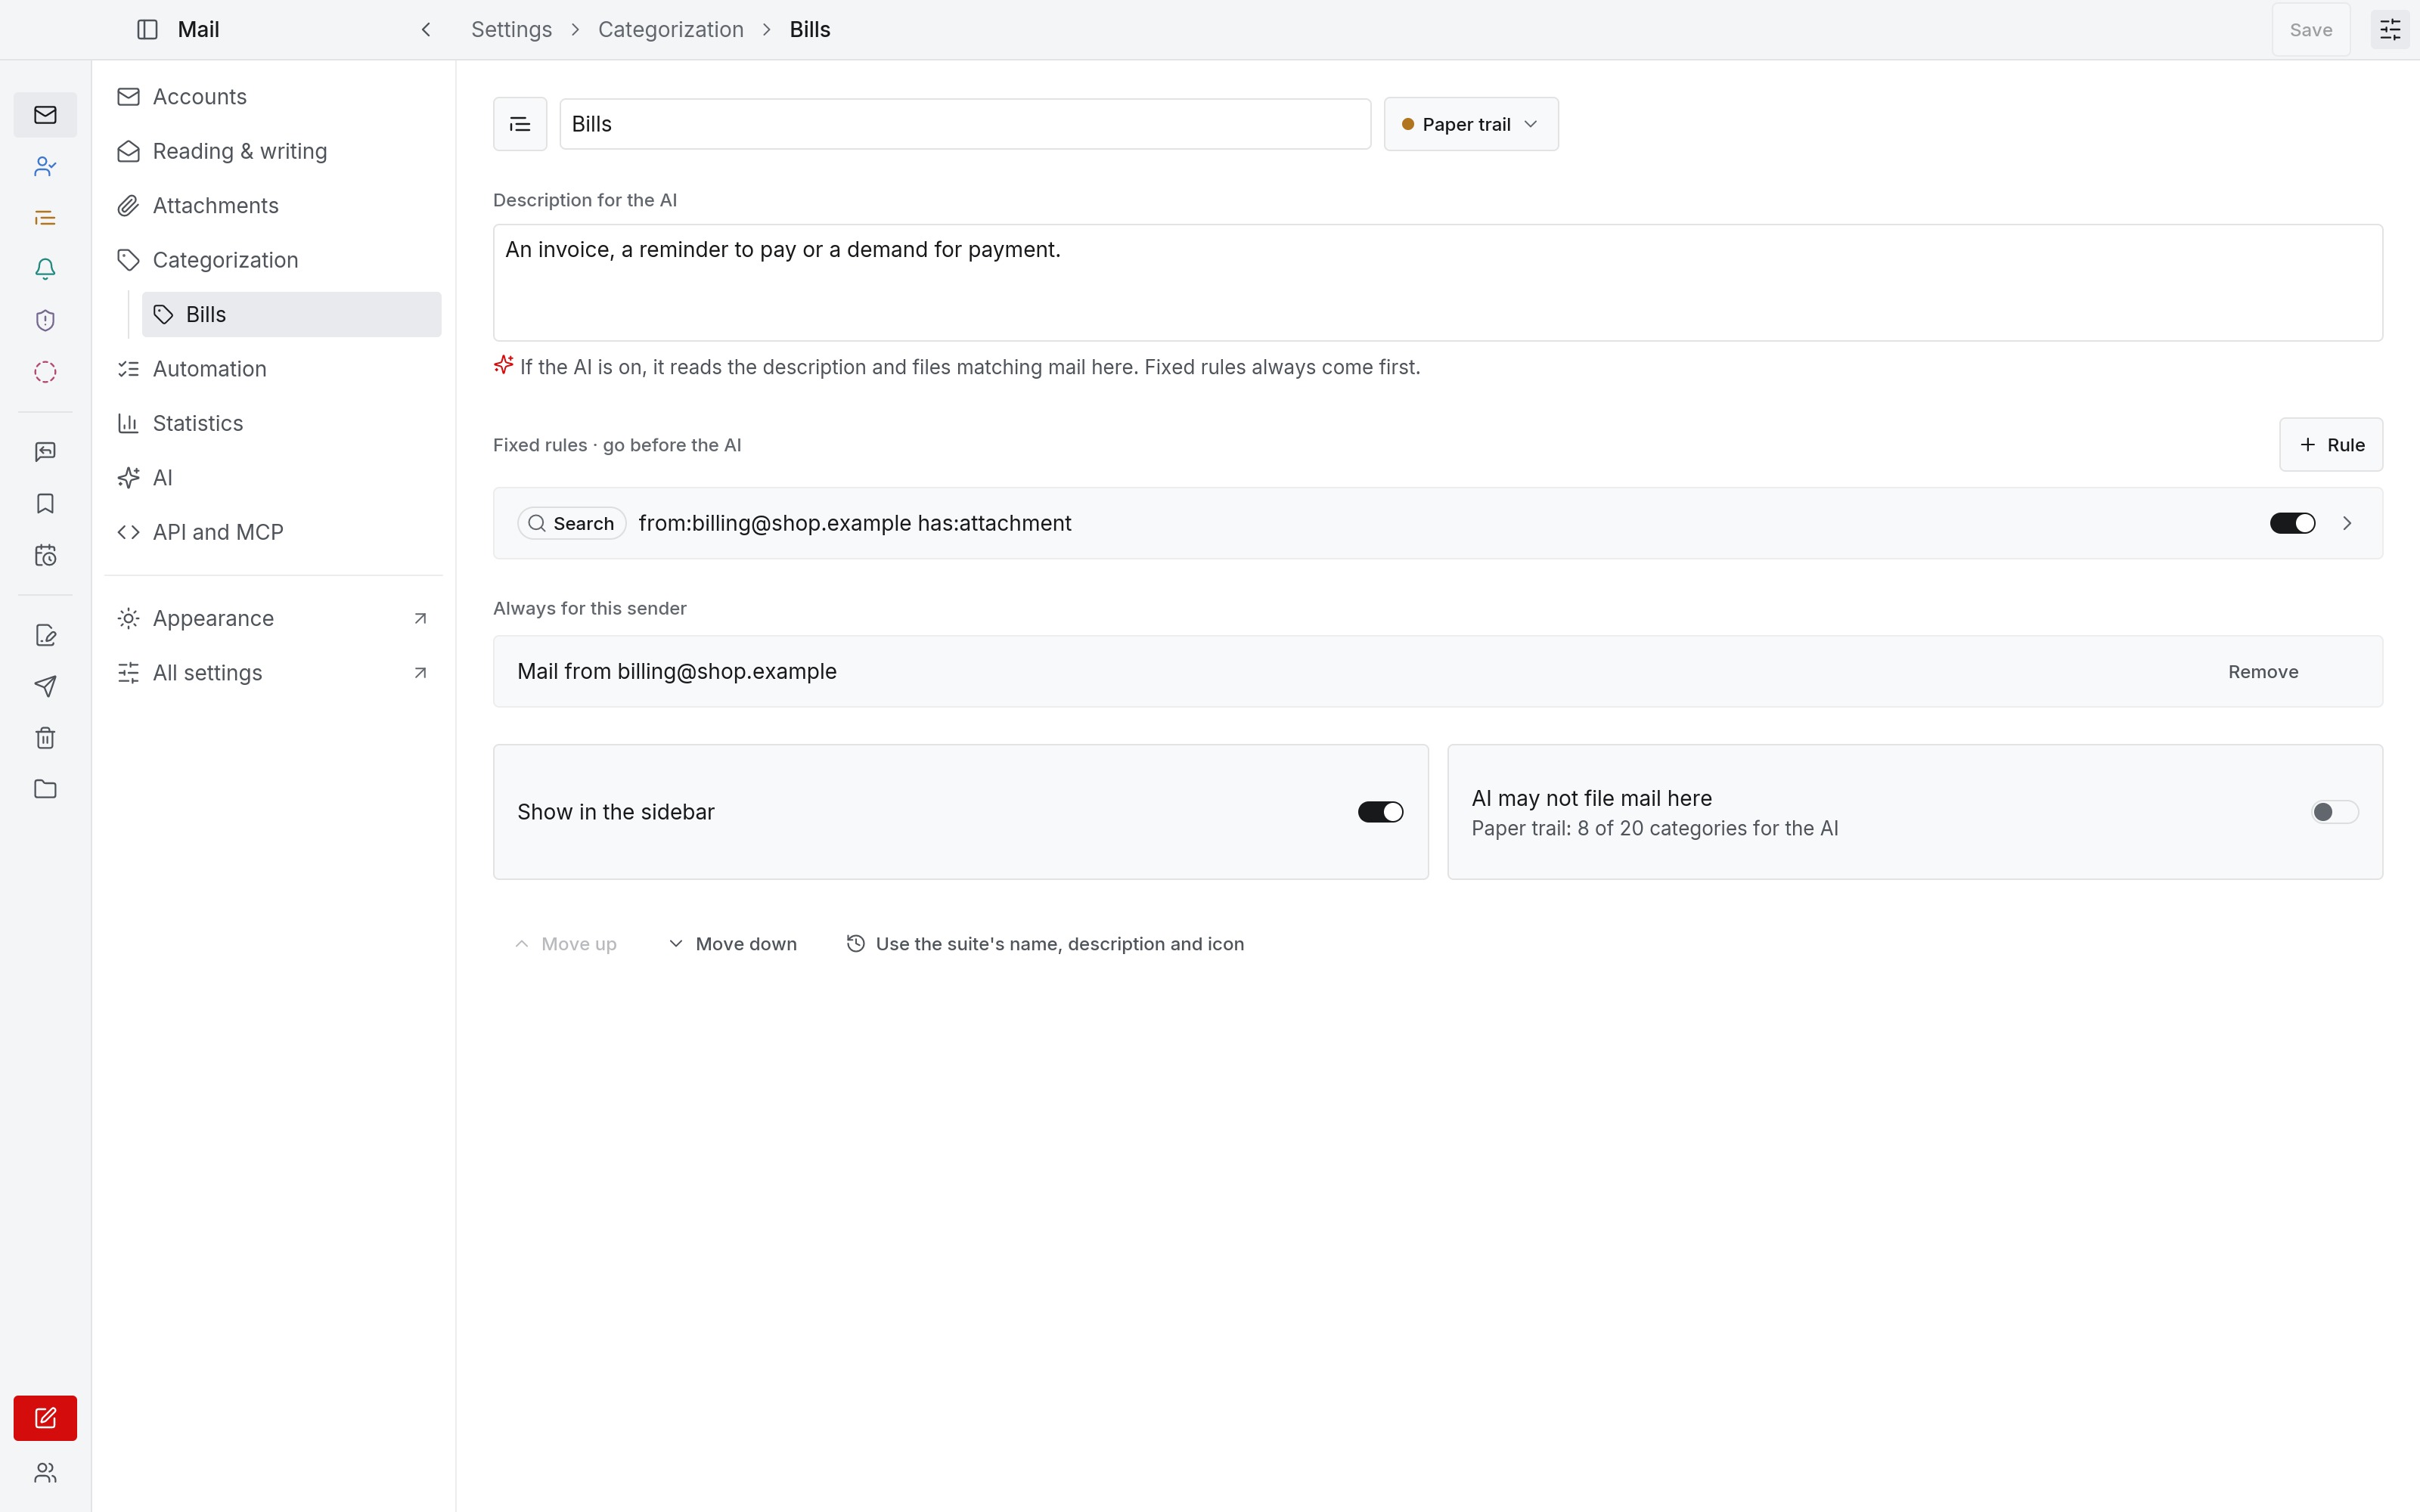 Mail
Settings > Categorization > Bills
Save
Accounts
Reading & writing
Attachments
Categorization
Bills
Automation
Statistics
AI
API and MCP
Appearance
All settings
Bills
Paper trail
Description for the AI
An invoice, a reminder to pay or a demand for payment.
If the AI is on, it reads the description and files matching mail here. Fixed rules always come first.
Fixed rules · go before the AI
Rule
Search from:billing@shop.example has:attachment
Always for this sender
Mail from billing@shop.example
Remove
Show in the sidebar
AI may not file mail here
Paper trail: 8 of 20 categories for the AI
Move up
Move down
Use the suite's name, description and icon